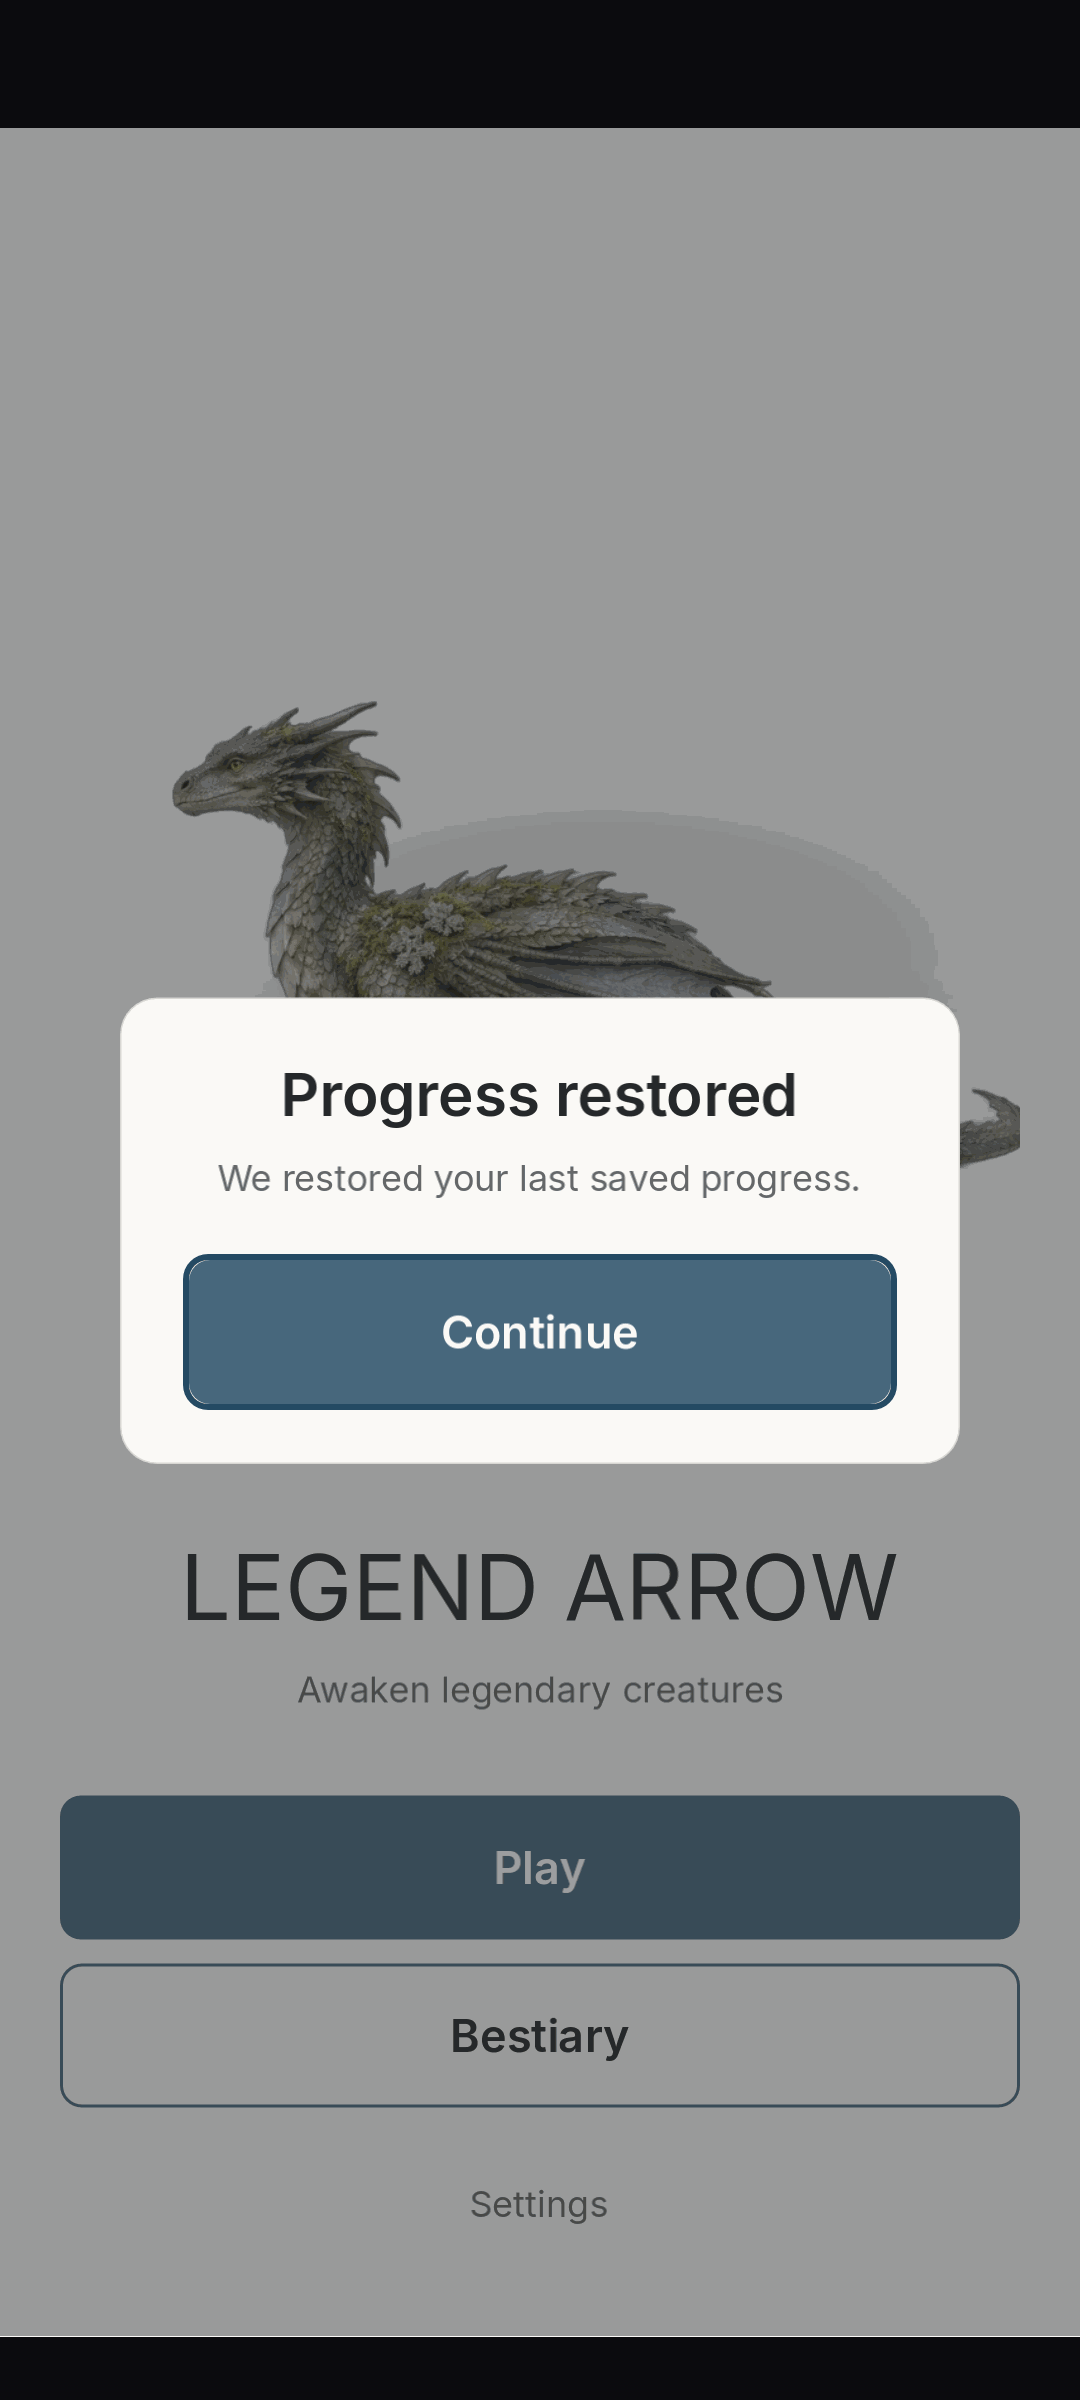 Progress restored
We restored your last saved progress.
Continue
LEGEND ARROW
Awaken legendary creatures
Play
Bestiary
Settings